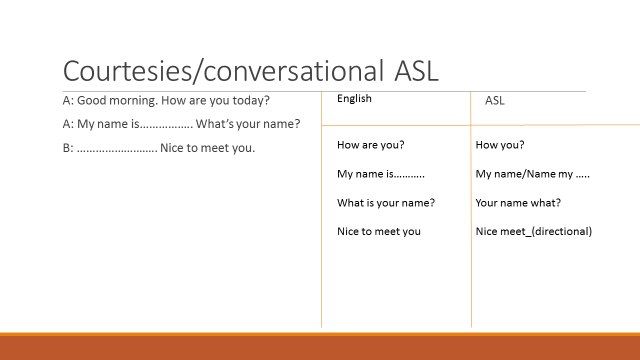 Courtesies/conversational ASL
A: Good morning. How are you today?
A: My name is................ What's your name?
B: ........................ Nice to meet you.
English ASL
How are you? How you?
My name is........... My name/Name my .....
What is your name? Your name what?
Nice to meet you Nice meet_(directional)